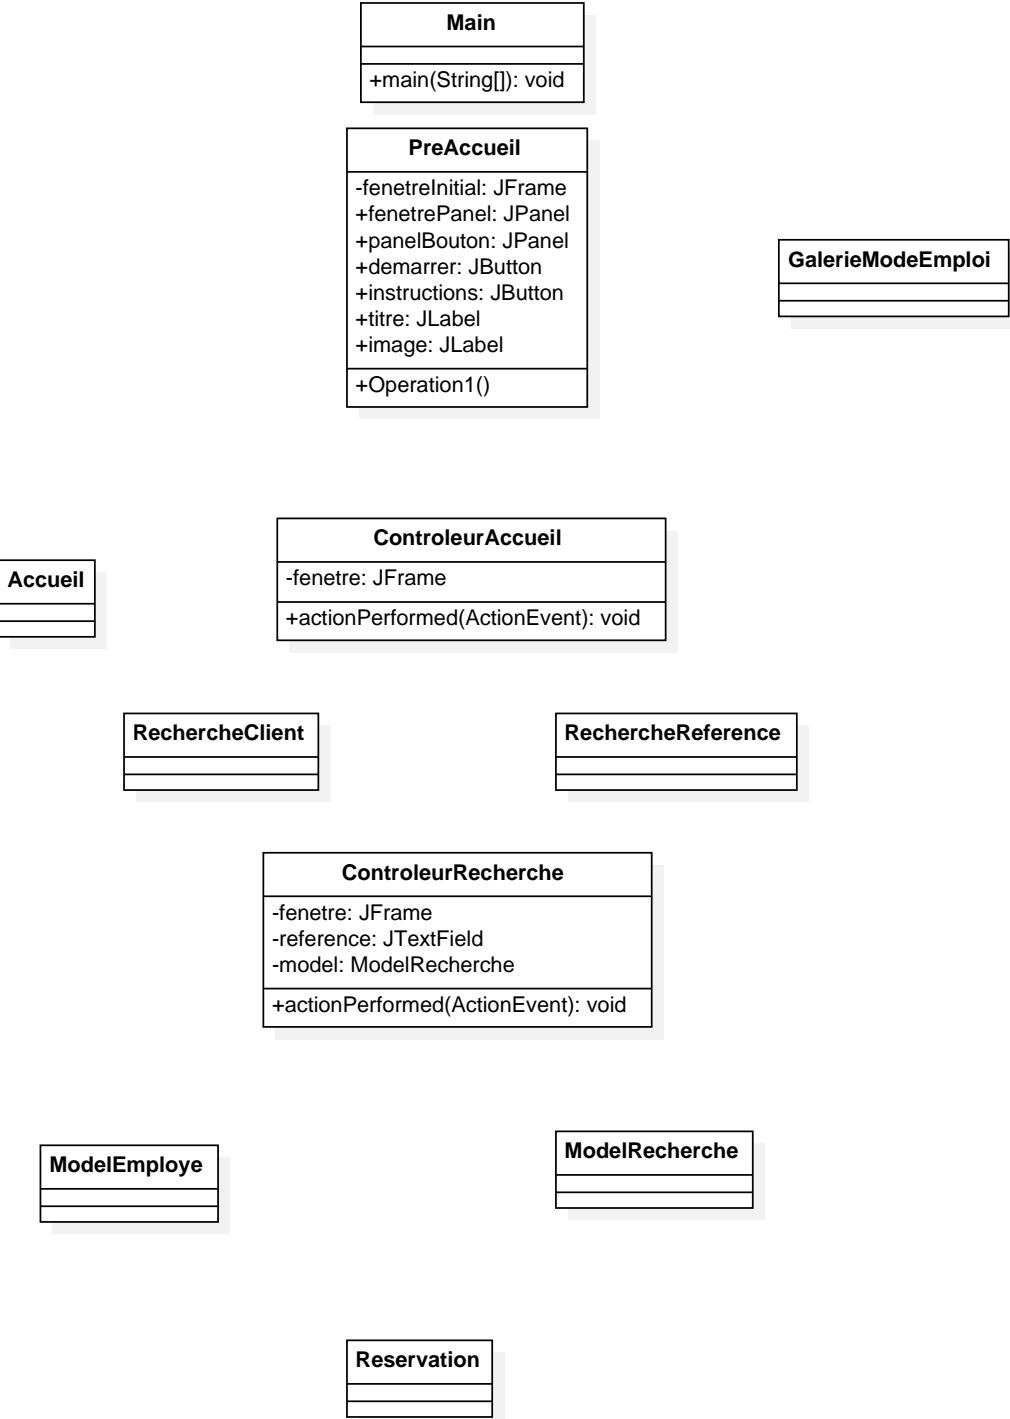 Main
+main(String[]): void
PreAccueil
-fenetreInitial: JFrame
+fenetrePanel: JPanel
+panelBouton: JPanel
+demarrer: JButton
+instructions: JButton
+titre: JLabel
+image: JLabel
+Operation1()
GalerieModeEmploi
ControleurAccueil
-fenetre: JFrame
+actionPerformed(ActionEvent): void
Accueil
RechercheClient
RechercheReference
ControleurRecherche
-fenetre: JFrame
-reference: JTextField
-model: ModelRecherche
+actionPerformed(ActionEvent): void
ModelEmploye
ModelRecherche
Reservation